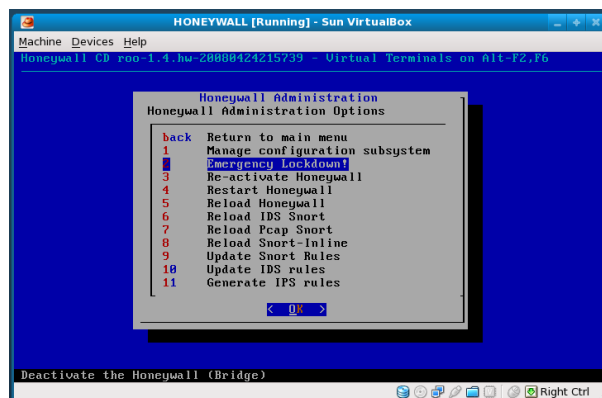 HONEYWALL [Running] - Sun VirtualBox
Machine Devices Help
Honeywall CD roo-1.4.hw-20080424215739 - Virtual Terminals on Alt-F2,F6
Honeywall Administration
Honeywall Administration Options
back Return to main menu
1 Manage configuration subsystem
2 Emergency Lockdown!
3 Re-activate Honeywall
4 Restart Honeywall
5 Reload Honeywall
6 Reload IDS Snort
7 Reload Pcap Snort
8 Reload Snort-Inline
9 Update Snort Rules
10 Update IDS rules
11 Generate IPS rules
< OK >
Deactivate the Honeywall (Bridge)
Right Ctrl